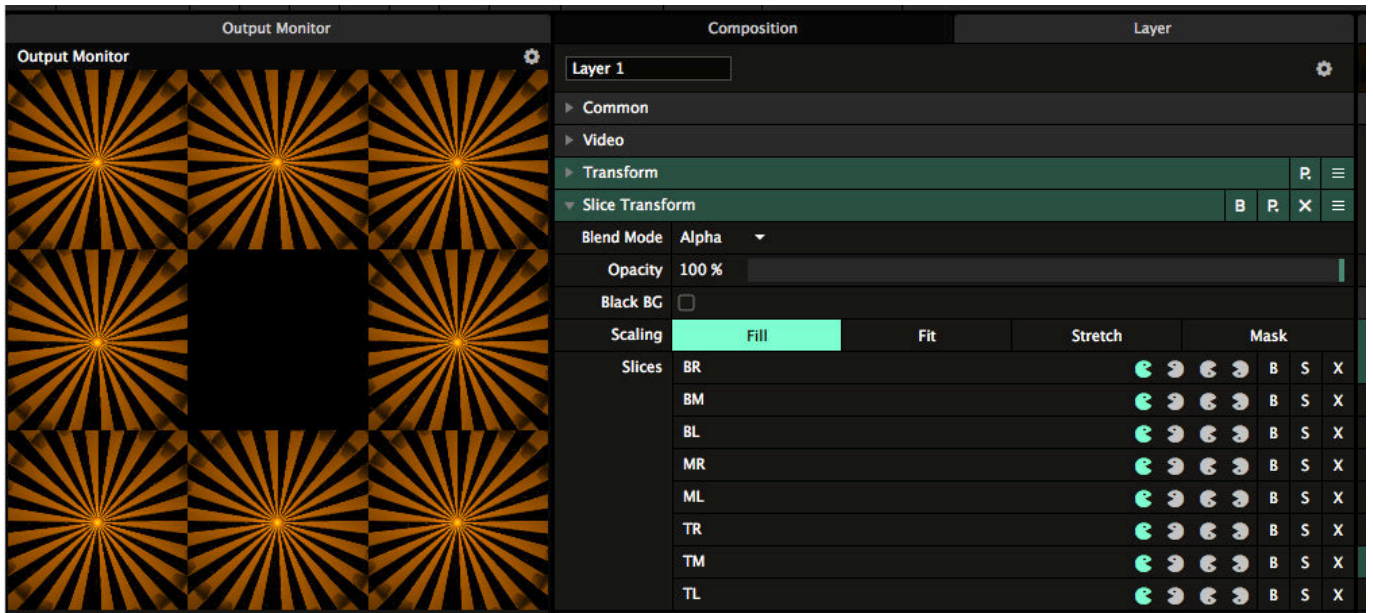 Output Monitor
Composition
Layer
Output Monitor
Layer 1
Common
Video
Transform P.
Slice Transform B P. X
Blend Mode Alpha
Opacity 100 %
Black BG
Scaling Fill Fit Stretch Mask
Slices BR B S X
BM B S X
BL B S X
MR B S X
ML B S X
TR B S X
TM B S X
TL B S X